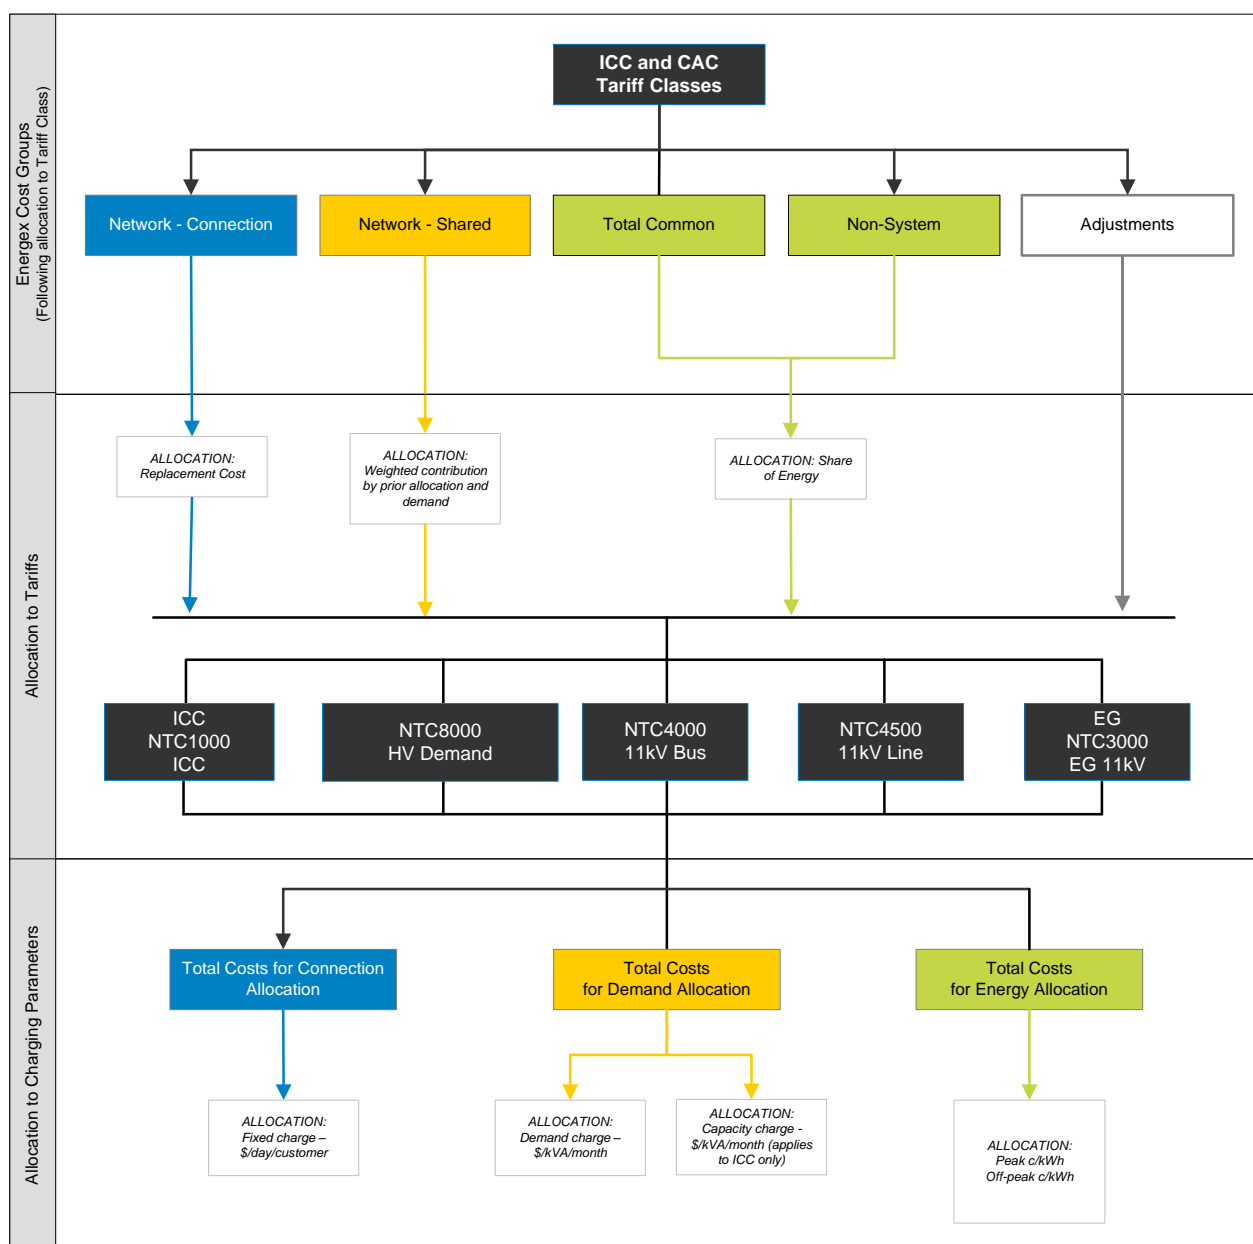 ICC and CAC
Tariff Classes
Energex Cost Groups
(Following allocation to Tariff Class)
Network - Connection
Network - Shared
Total Common
Non-System
Adjustments
Allocation to Tariffs
ALLOCATION:
Replacement Cost
ALLOCATION:
Weighted contribution
by prior allocation and
demand
ALLOCATION: Share
of Energy
ICC
NTC1000
ICC
NTC8000
HV Demand
NTC4000
11kV Bus
NTC4500
11kV Line
EG
NTC3000
EG 11kV
Allocation to Charging Parameters
Total Costs for Connection
Allocation
Total Costs
for Demand Allocation
Total Costs
for Energy Allocation
ALLOCATION:
Fixed charge –
$/day/customer
ALLOCATION:
Demand charge –
$/kVA/month
ALLOCATION:
Capacity charge -
$/kVA/month (applies
to ICC only)
ALLOCATION:
Peak c/kWh
Off-peak c/kWh